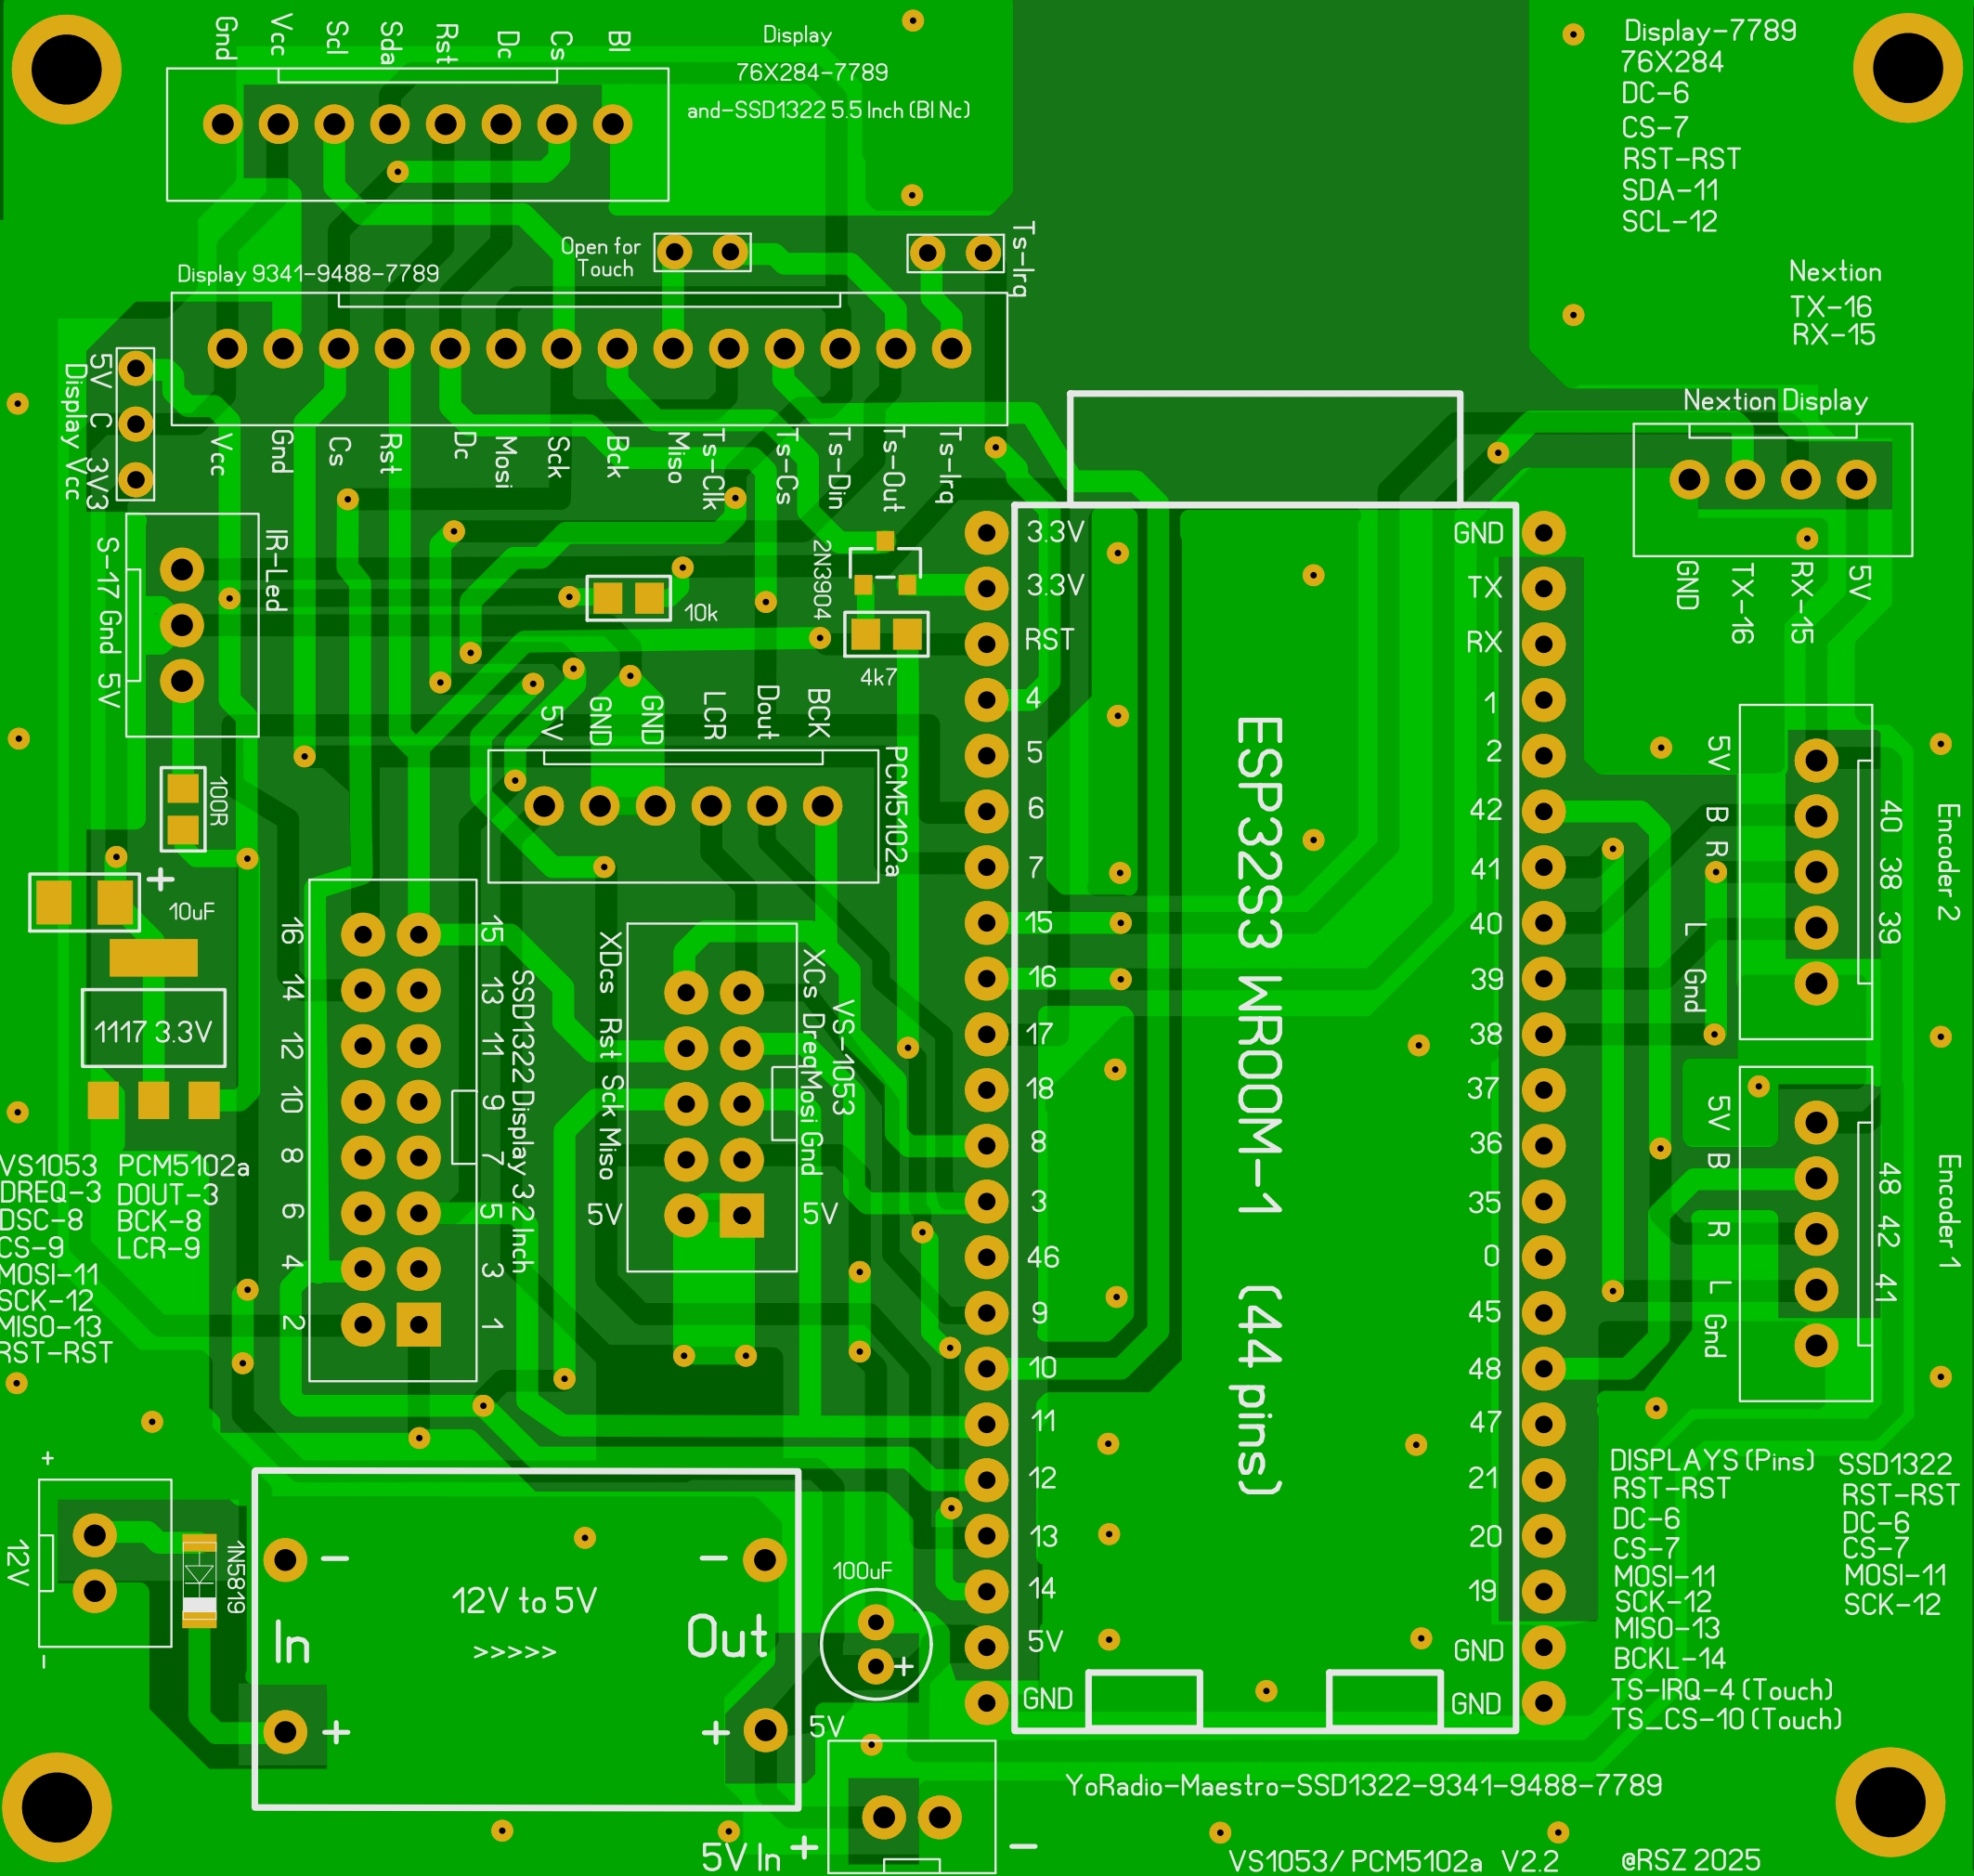 Gnd Vcc Scl Sda Rst Dc Cs Bl
Display
76X284-7789
and-SSD1322 5.5 Inch (Bl Nc)
Display-7789
76X284
DC-6
CS-7
RST-RST
SDA-11
SCL-12
Nextion
TX-16
RX-15
Open for
Touch
Ts-Irq
Display 9341-9488-7789
5V C 3V3
Display Vcc
Vcc Gnd Cs Rst Dc Mosi Sck Bck Miso Ts-Clk Ts-Cs Ts-Din Ts-Out Ts-Irq
Nextion Display
GND TX-16 RX-15 5V
S-17 Gnd 5V
IR-Led
10k
2N3904
4k7
100R
+
10uF
1117 3.3V
5V GND GND LCR Dout BCK
PCM5102a
16 15
14 13
12 11
10 9
8 7
6 5
4 3
2 1
SSD1322 Display 3.2 Inch
XDcs Rst Sck Miso
5V
XCs Dreq Mosi Gnd
5V
VS-1053
ESP32S3 WROOM-1 (44 pins)
3.3V GND
3.3V TX
RST RX
4 1
5 2
6 42
7 41
15 40
16 39
17 38
18 37
8 36
3 35
46 0
9 45
10 48
11 47
12 21
13 20
14 19
5V GND
GND GND
5V B R L Gnd
40 38 39
Encoder 2
5V B R L Gnd
48 42 41
Encoder 1
VS1053 PCM5102a
DREQ-3 DOUT-3
DSC-8 BCK-8
CS-9 LCR-9
MOSI-11
SCK-12
MISO-13
RST-RST
+
12V
-
1N5819
- -
12V to 5V
In Out
>>>>>
+ +
100uF
+
5V
5V In + -
DISPLAYS (Pins) SSD1322
RST-RST RST-RST
DC-6 DC-6
CS-7 CS-7
MOSI-11 MOSI-11
SCK-12 SCK-12
MISO-13
BCKL-14
TS-IRQ-4 (Touch)
TS_CS-10 (Touch)
YoRadio-Maestro-SSD1322-9341-9488-7789
VS1053/ PCM5102a V2.2 @RSZ 2025